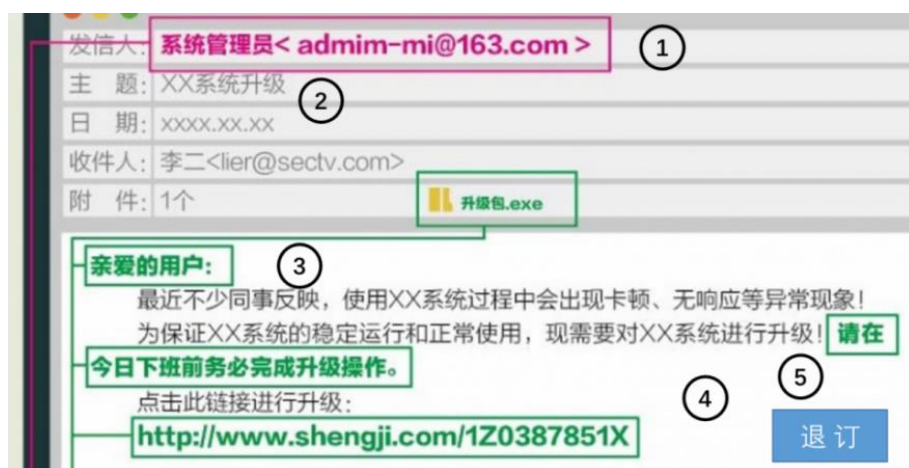 发信人: 系统管理员< admim-mi@163.com > ①
主 题: XX系统升级 ②
日 期: xxxx.xx.xx
收件人: 李二<lier@sectv.com>
附 件: 1个 升级包.exe
亲爱的用户: ③
最近不少同事反映，使用XX系统过程中会出现卡顿、无响应等异常现象!
为保证XX系统的稳定运行和正常使用，现需要对XX系统进行升级! 请在
今日下班前务必完成升级操作。 ⑤
点击此链接进行升级: ④
http://www.shengji.com/1Z0387851X 退订